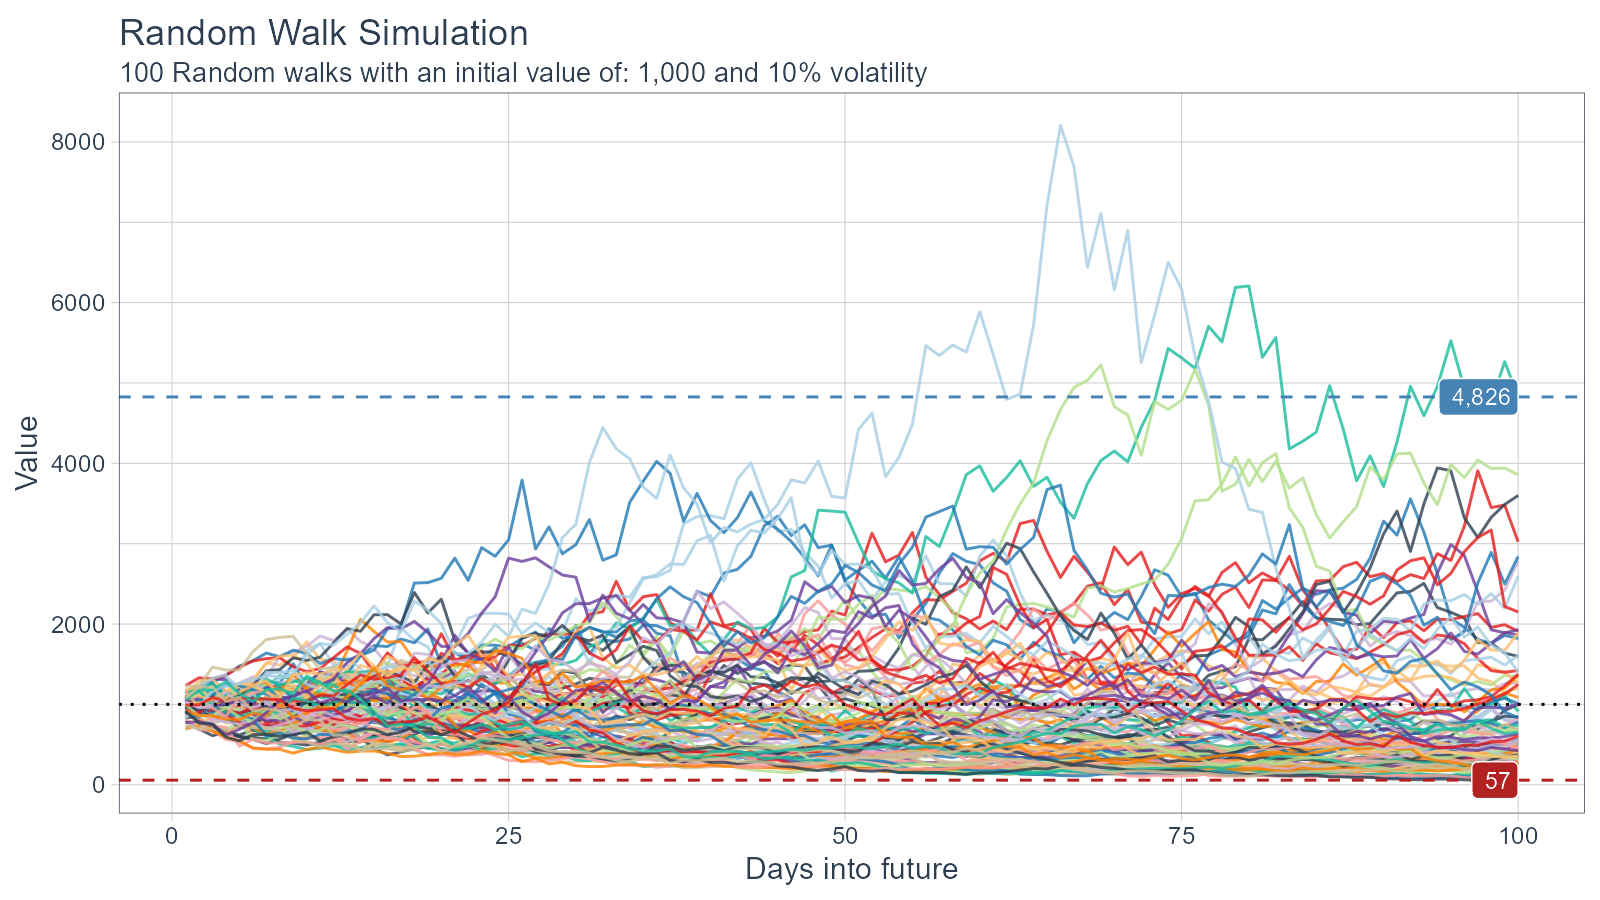 Random Walk Simulation
100 Random walks with an initial value of: 1,000 and 10% volatility
8000
6000
4,826
4000
2000
0
57
Value
0 25 50 75 100
Days into future